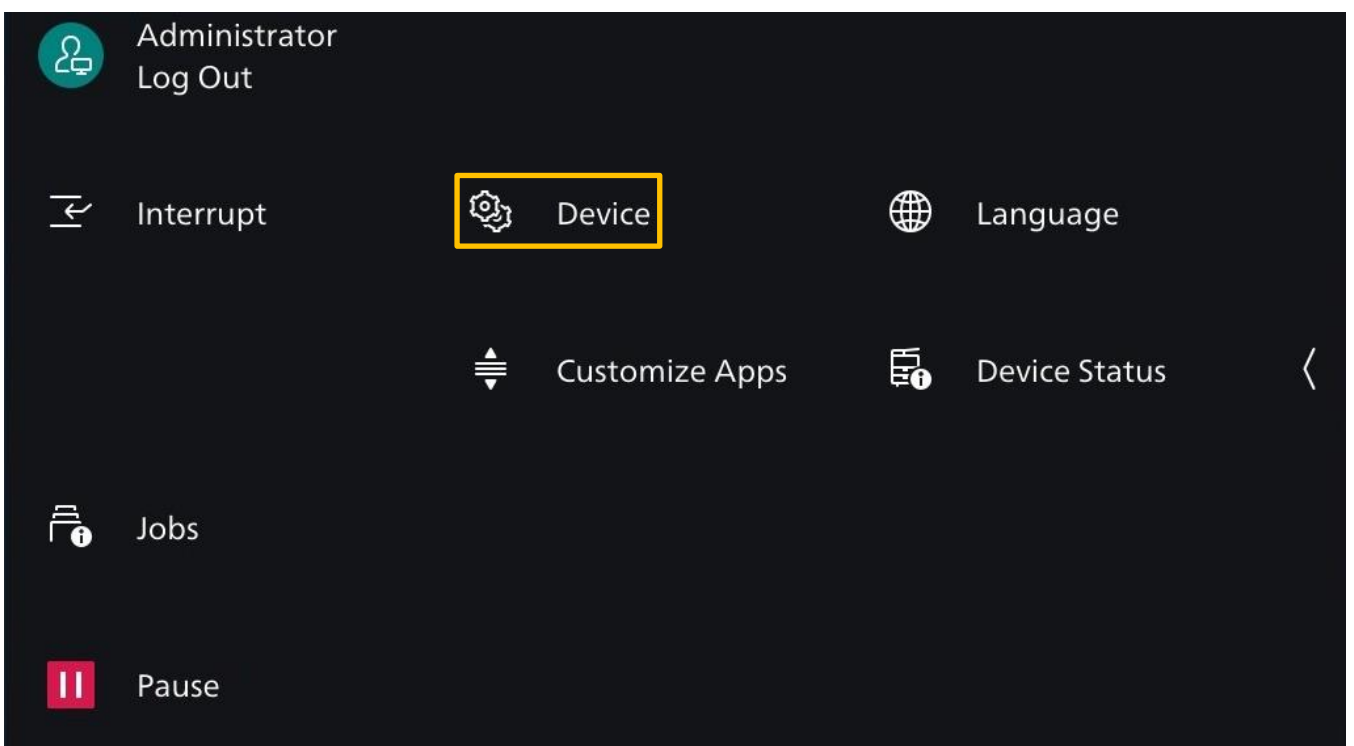 Administrator
Log Out
Interrupt
Device
Language
Customize Apps
Device Status
Jobs
Pause